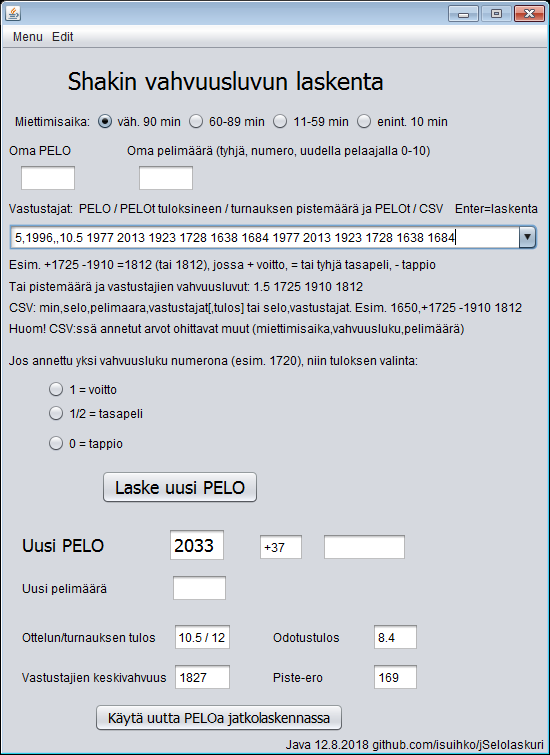 Menu Edit
Shakin vahvuusluvun laskenta
Miettimisaika: väh. 90 min 60-89 min 11-59 min enint. 10 min
Oma PELO Oma pelimäärä (tyhjä, numero, uudella pelaajalla 0-10)
Vastustajat: PELO / PELOt tuloksineen / turnauksen pistemäärä ja PELOt / CSV Enter=laskenta
5,1996,,10.5 1977 2013 1923 1728 1638 1684 1977 2013 1923 1728 1638 1684
Esim. +1725 -1910 =1812 (tai 1812), jossa + voitto, = tai tyhjä tasapeli, - tappio
Tai pistemäärä ja vastustajien vahvuusluvut: 1.5 1725 1910 1812
CSV: min,selo,pelimaara,vastustajat[,tulos] tai selo,vastustajat. Esim. 1650,+1725 -1910 1812
Huom! CSV:ssä annetut arvot ohittavat muut (miettimisaika,vahvuusluku,pelimäärä)
Jos annettu yksi vahvuusluku numerona (esim. 1720), niin tuloksen valinta:
1 = voitto
1/2 = tasapeli
0 = tappio
Laske uusi PELO
Uusi PELO 2033 +37
Uusi pelimäärä
Ottelun/turnauksen tulos 10.5 / 12 Odotustulos 8.4
Vastustajien keskivahvuus 1827 Piste-ero 169
Käytä uutta PELOa jatkolaskennassa
Java 12.8.2018 github.com/isuihko/jSelolaskuri